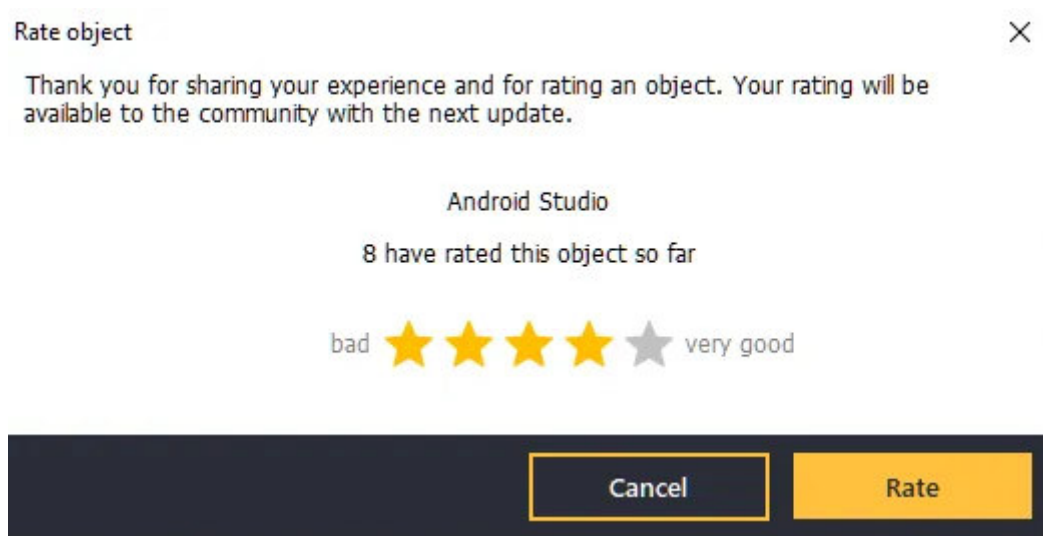 Rate object
Thank you for sharing your experience and for rating an object. Your rating will be
available to the community with the next update.
Android Studio
8 have rated this object so far
bad very good
Cancel Rate